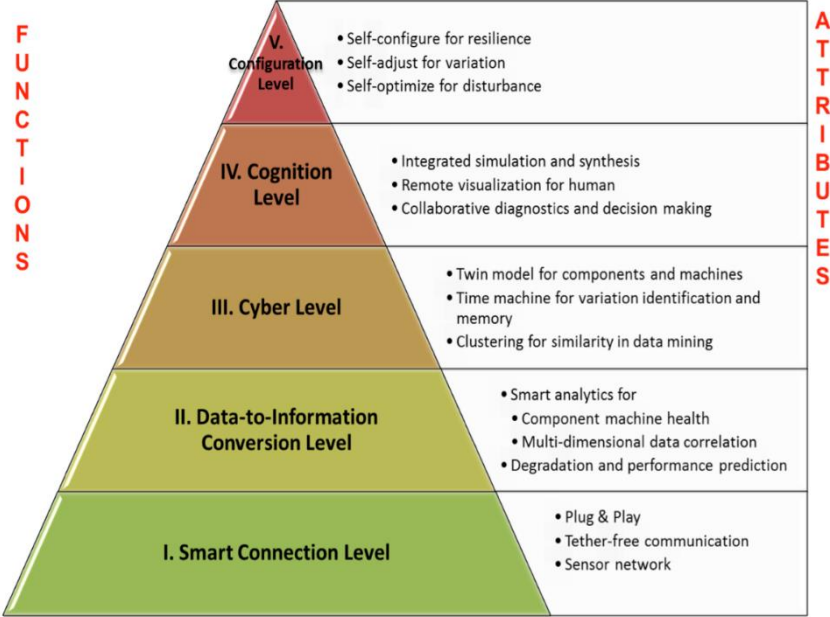 FUNCTIONS
ATTRIBUTES
V.
Configuration
Level
• Self-configure for resilience
• Self-adjust for variation
• Self-optimize for disturbance
IV. Cognition
Level
• Integrated simulation and synthesis
• Remote visualization for human
• Collaborative diagnostics and decision making
III. Cyber Level
• Twin model for components and machines
• Time machine for variation identification and
memory
• Clustering for similarity in data mining
II. Data-to-Information
Conversion Level
• Smart analytics for
• Component machine health
• Multi-dimensional data correlation
• Degradation and performance prediction
I. Smart Connection Level
• Plug & Play
• Tether-free communication
• Sensor network